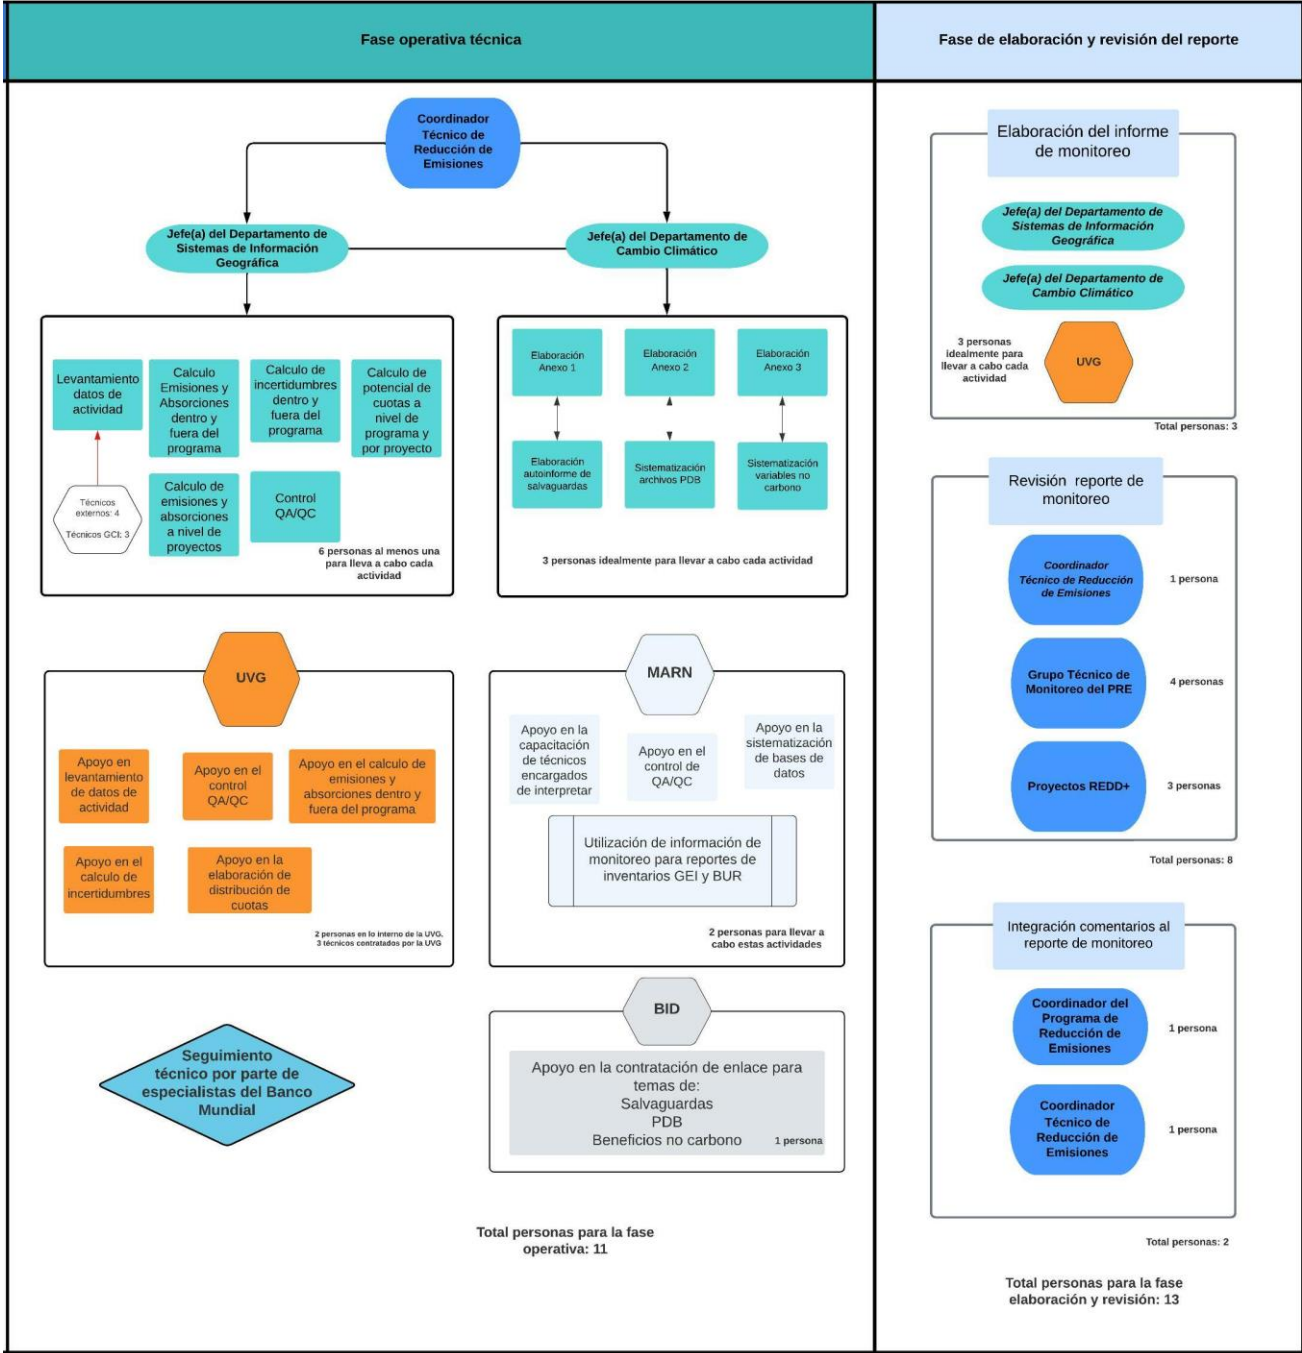 Fase operativa técnica
Coordinador
Técnico de
Reducción de
Emisiones
Jefe(a) del Departamento de
Sistemas de Información
Geográfica
Jefe(a) del Departamento de
Cambio Climático
Levantamiento
datos de
actividad
Calculo
Emisiones y
Absorciones
dentro y
fuera del
programa
Calculo de
incertidumbres
dentro y
fuera del
programa
Calculo de
potencial de
cuotas a
nivel de
programa y
por proyecto
Técnicos
externos: 4
Técnicos GCI: 3
Calculo de
emisiones y
absorciones
a nivel de
proyectos
Control
QA/QC
6 personas al menos una
para lleva a cabo cada
actividad
Elaboración
Anexo 1
Elaboración
Anexo 2
Elaboración
Anexo 3
Elaboración
autoinforme de
salvaguardas
Sistematización
archivos PDB
Sistematización
variables no
carbono
3 personas idealmente para llevar a cabo cada actividad
UVG
Apoyo en
levantamiento
de datos de
actividad
Apoyo en el
control
QA/QC
Apoyo en el calculo de
emisiones y
absorciones dentro y
fuera del programa
Apoyo en el
calculo de
incertidumbres
Apoyo en la
elaboración de
distribución de
cuotas
2 personas en lo interno de la UVG.
3 técnicos contratados por la UVG
MARN
Apoyo en la
capacitación
de técnicos
encargados
de interpretar
Apoyo en el
control de
QA/QC
Apoyo en la
sistematización
de bases de
datos
Utilización de información de
monitoreo para reportes de
inventarios GEI y BUR
2 personas para llevar a
cabo estas actividades
Seguimiento
técnico por parte de
especialistas del Banco
Mundial
BID
Apoyo en la contratación de enlace para
temas de:
Salvaguardas
PDB
Beneficios no carbono
1 persona
Total personas para la fase
operativa: 11
Fase de elaboración y revisión del reporte
Elaboración del informe
de monitoreo
Jefe(a) del Departamento de
Sistemas de Información
Geográfica
Jefe(a) del Departamento de
Cambio Climático
3 personas
idealmente para
llevar a cabo cada
actividad
UVG
Total personas: 3
Revisión reporte de
monitoreo
Coordinador
Técnico de Reducción
de Emisiones
1 persona
Grupo Técnico de
Monitoreo del PRE
4 personas
Proyectos REDD+
3 personas
Total personas: 8
Integración comentarios al
reporte de monitoreo
Coordinador del
Programa de
Reducción de
Emisiones
1 persona
Coordinador
Técnico de
Reducción de
Emisiones
1 persona
Total personas: 2
Total personas para la fase
elaboración y revisión: 13